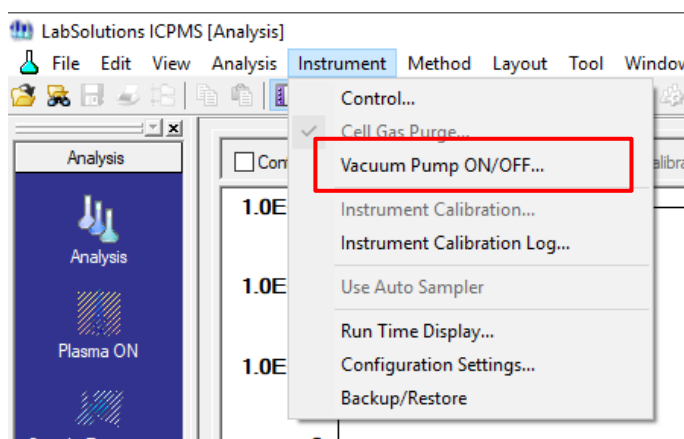 LabSolutions ICPMS [Analysis]
File Edit View Analysis Instrument Method Layout Tool Window
Control...
Cell Gas Purge...
Analysis
Vacuum Pump ON/OFF...
1.0E
Instrument Calibration...
Instrument Calibration Log...
Analysis
1.0E
Use Auto Sampler
Run Time Display...
Plasma ON
1.0E
Configuration Settings...
Backup/Restore